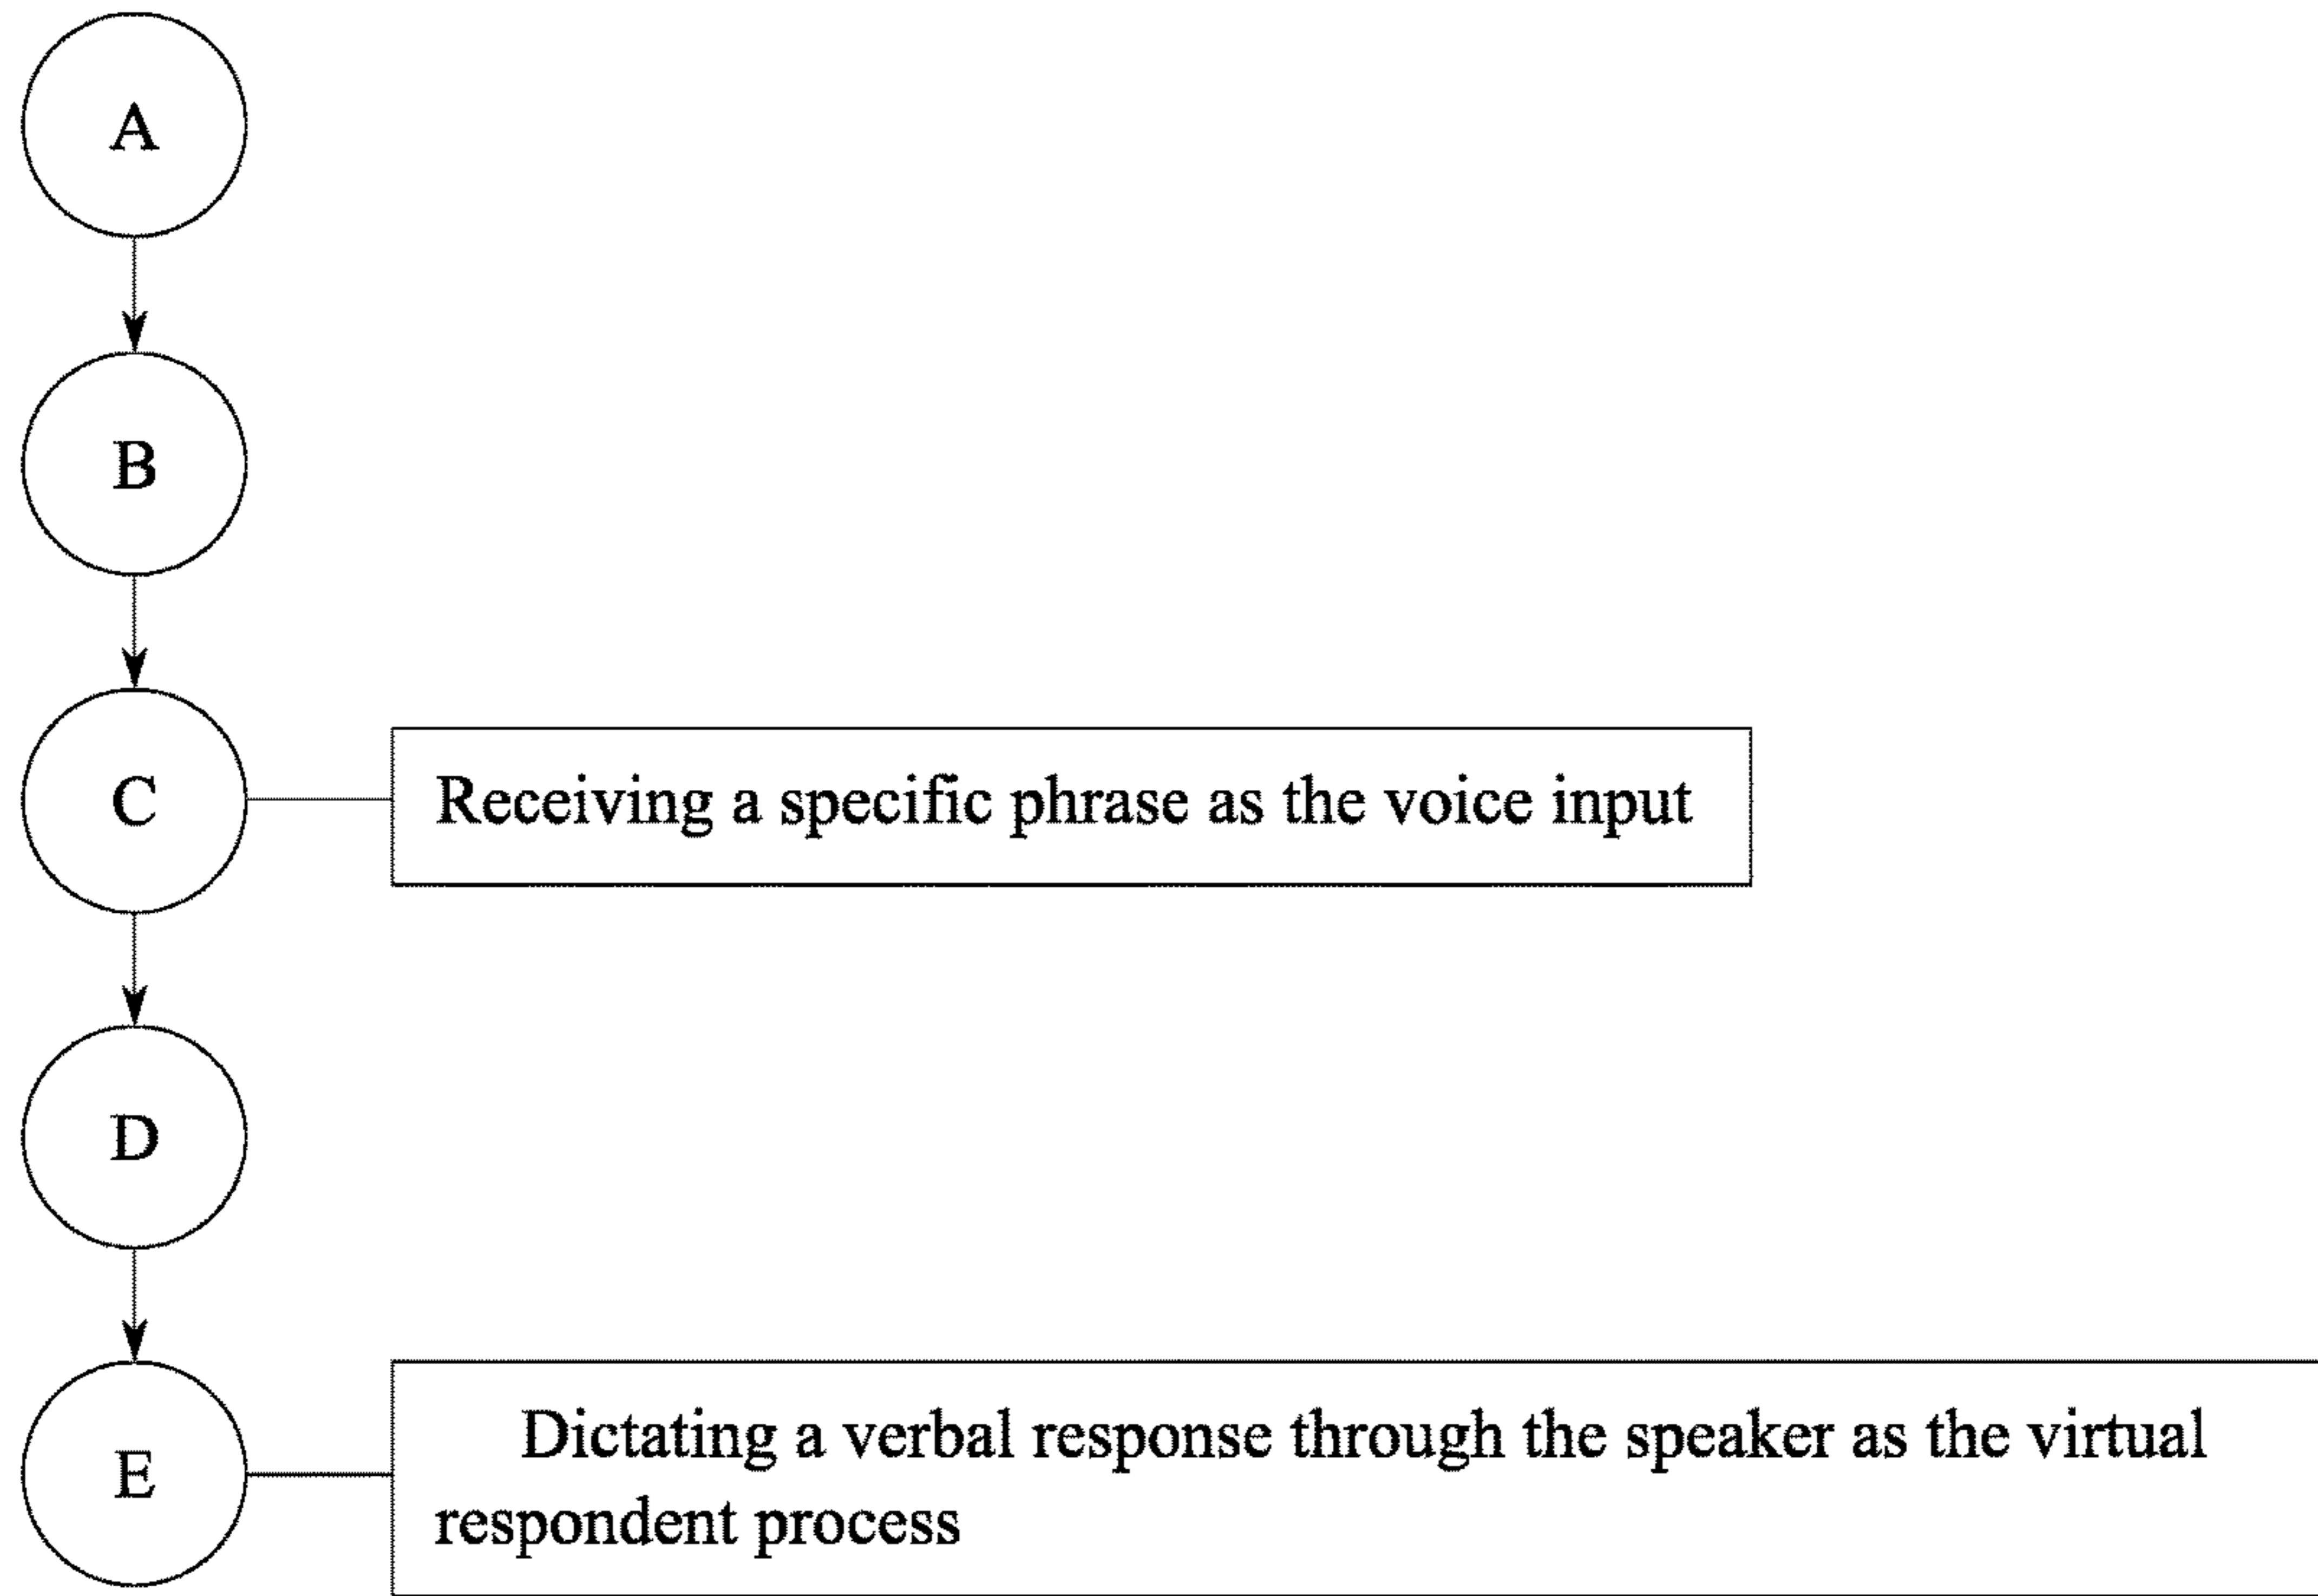 A
B
C
Receiving a specific phrase as the voice input
D
E
Dictating a verbal response through the speaker as the virtual
respondent process